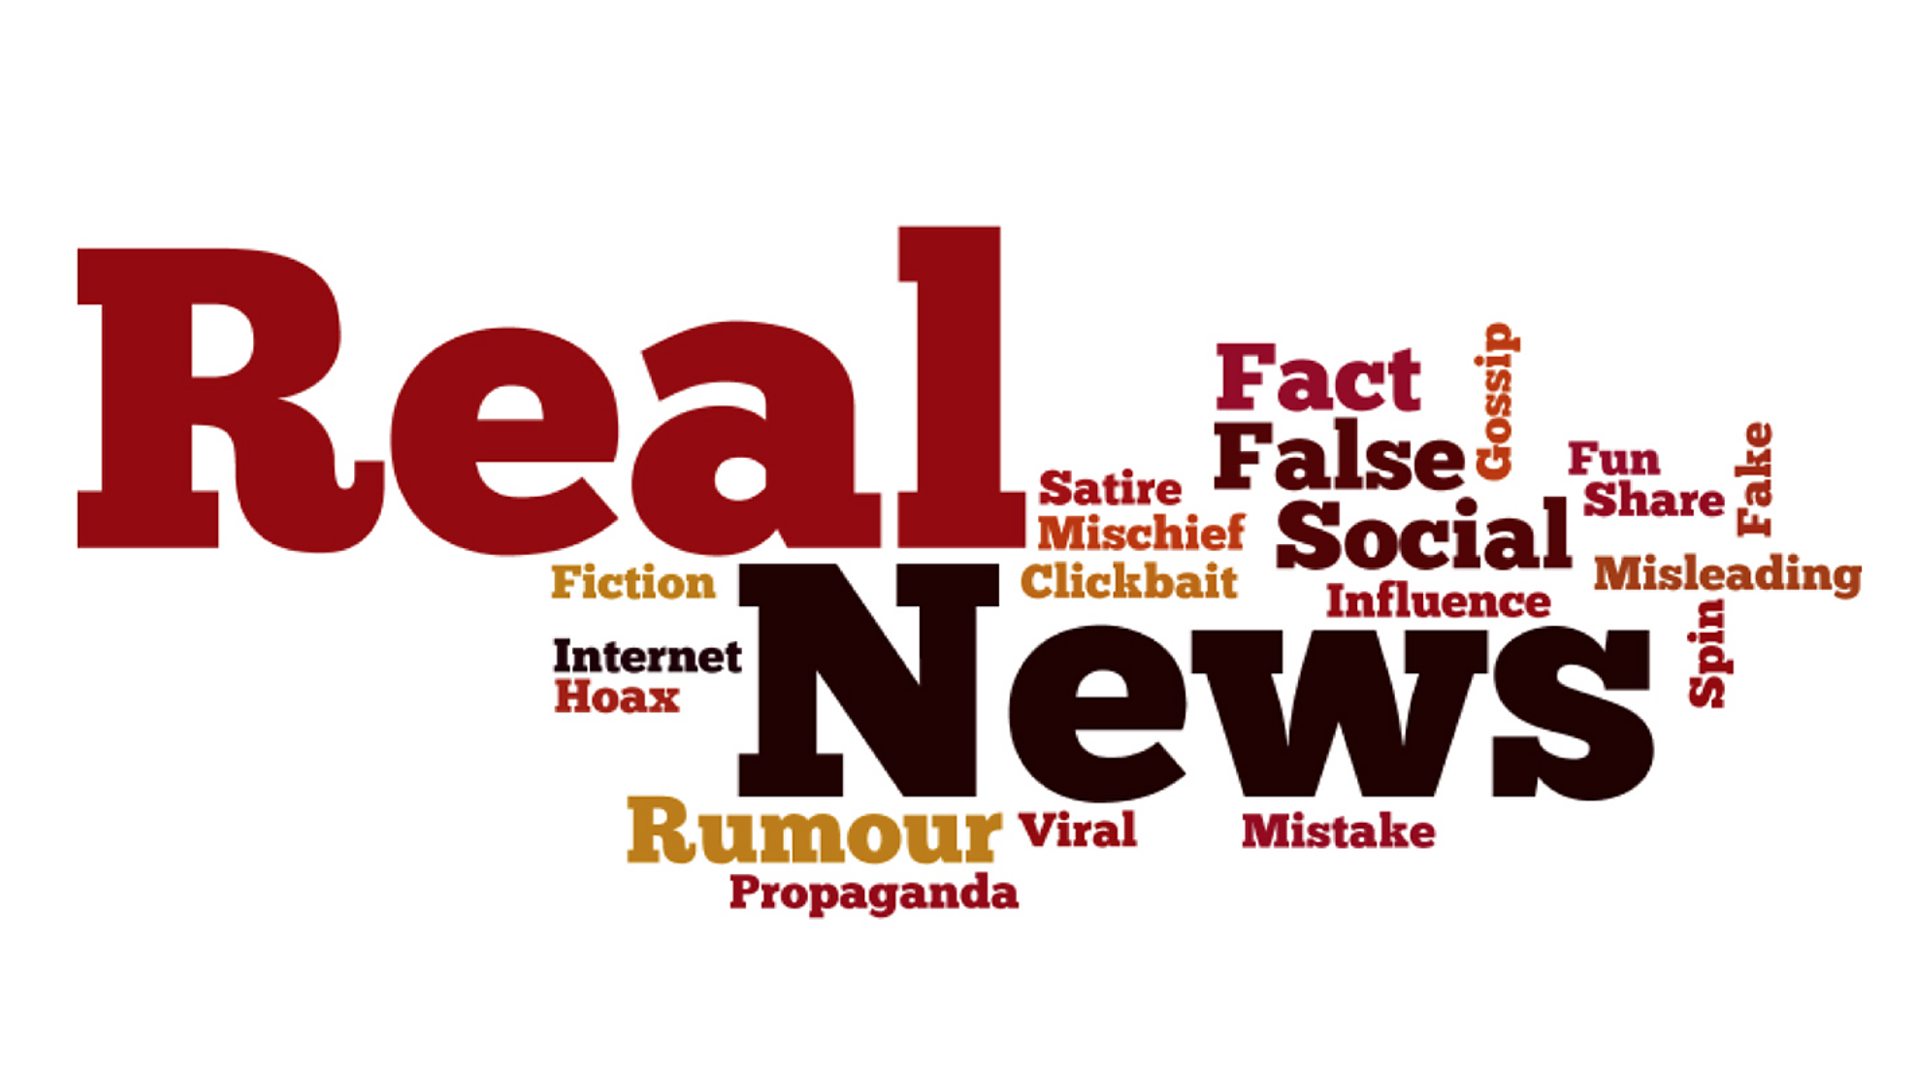 Real
Fact
Gossip
False
Fun
Fake
Satire
Share
Mischief
Social
Fiction
Clickbait
Misleading
Influence
News
Internet
Spin
Hoax
Rumour
Viral
Mistake
Propaganda